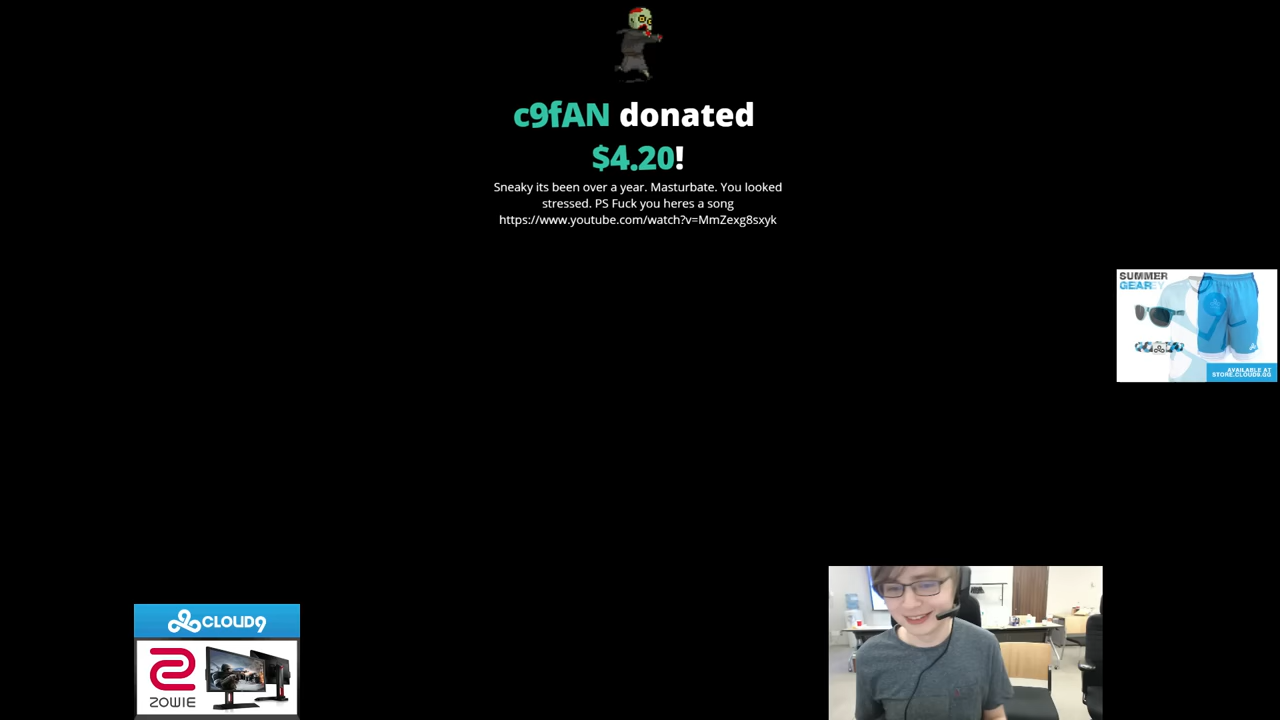 c9fAN donated
$4.20!
Sneaky its been over a year. Masturbate. You looked
stressed. PS Fuck you heres a song
https://www.youtube.com/watch?v=MmZexg8sxyk
SUMMER
GEAR
AVAILABLE AT
STORE.CLOUD9.GG
CLOUD9
ZOWIE